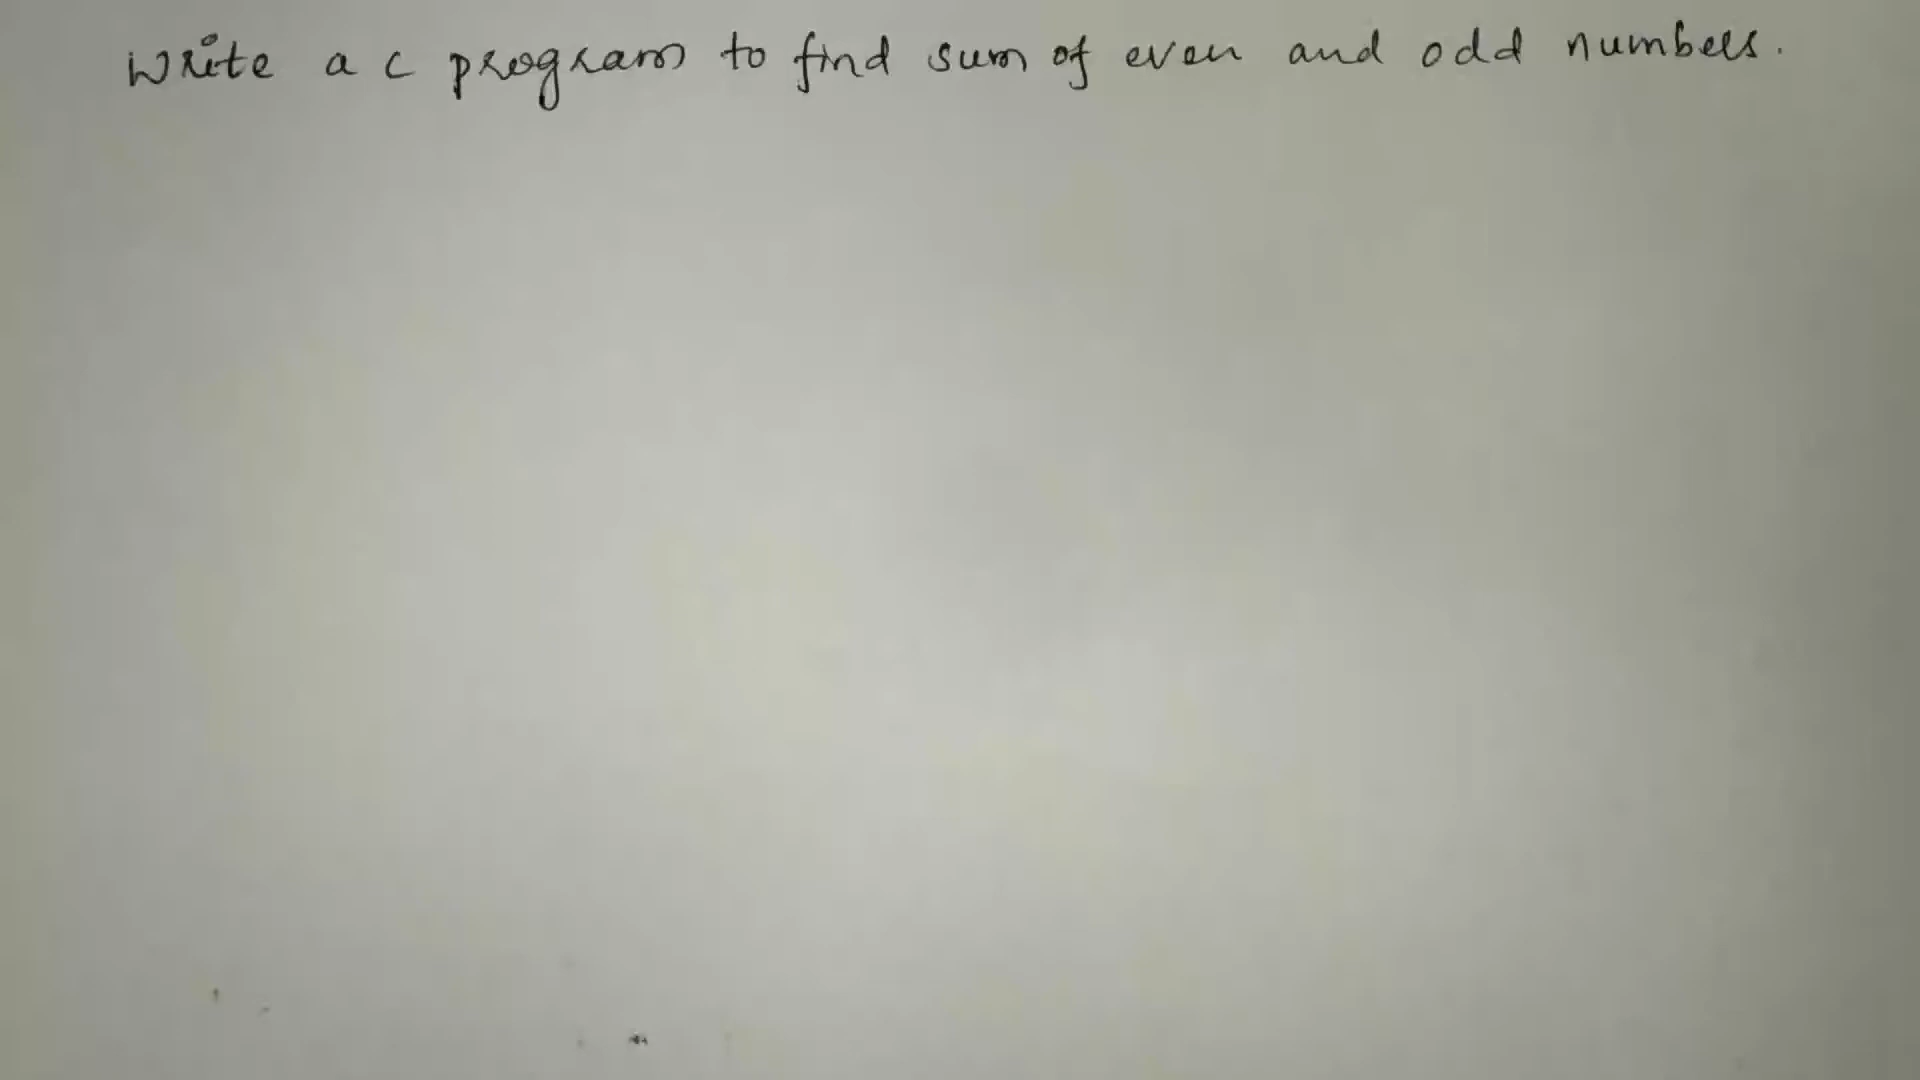 Write a c program to find sum of even and odd numbers.